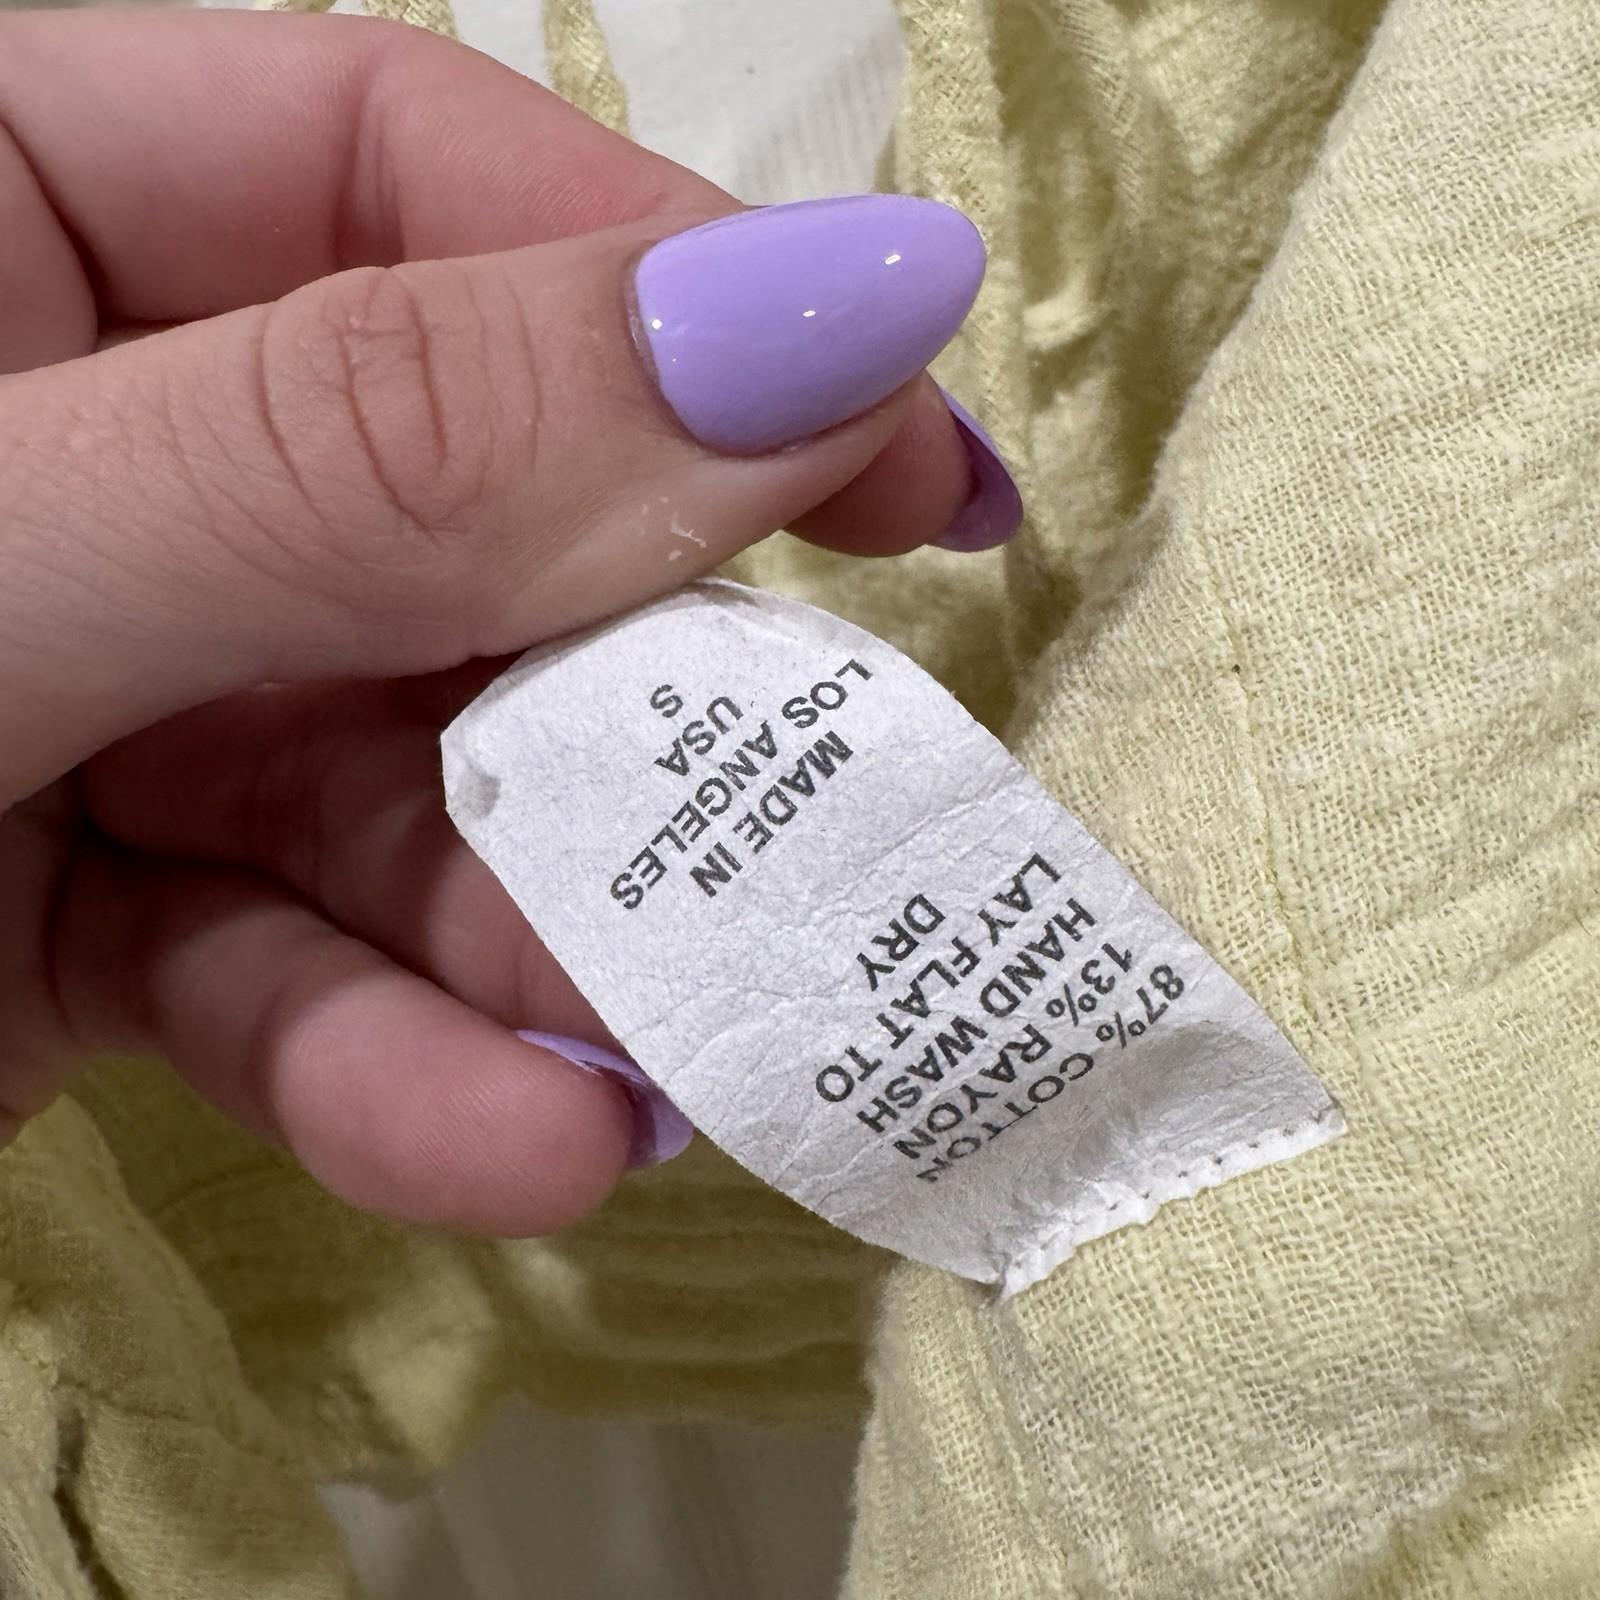 87% COTTON
13% RAYON
HAND WASH
LAY FLAT TO
DRY
MADE IN
LOS ANGELES
USA
S